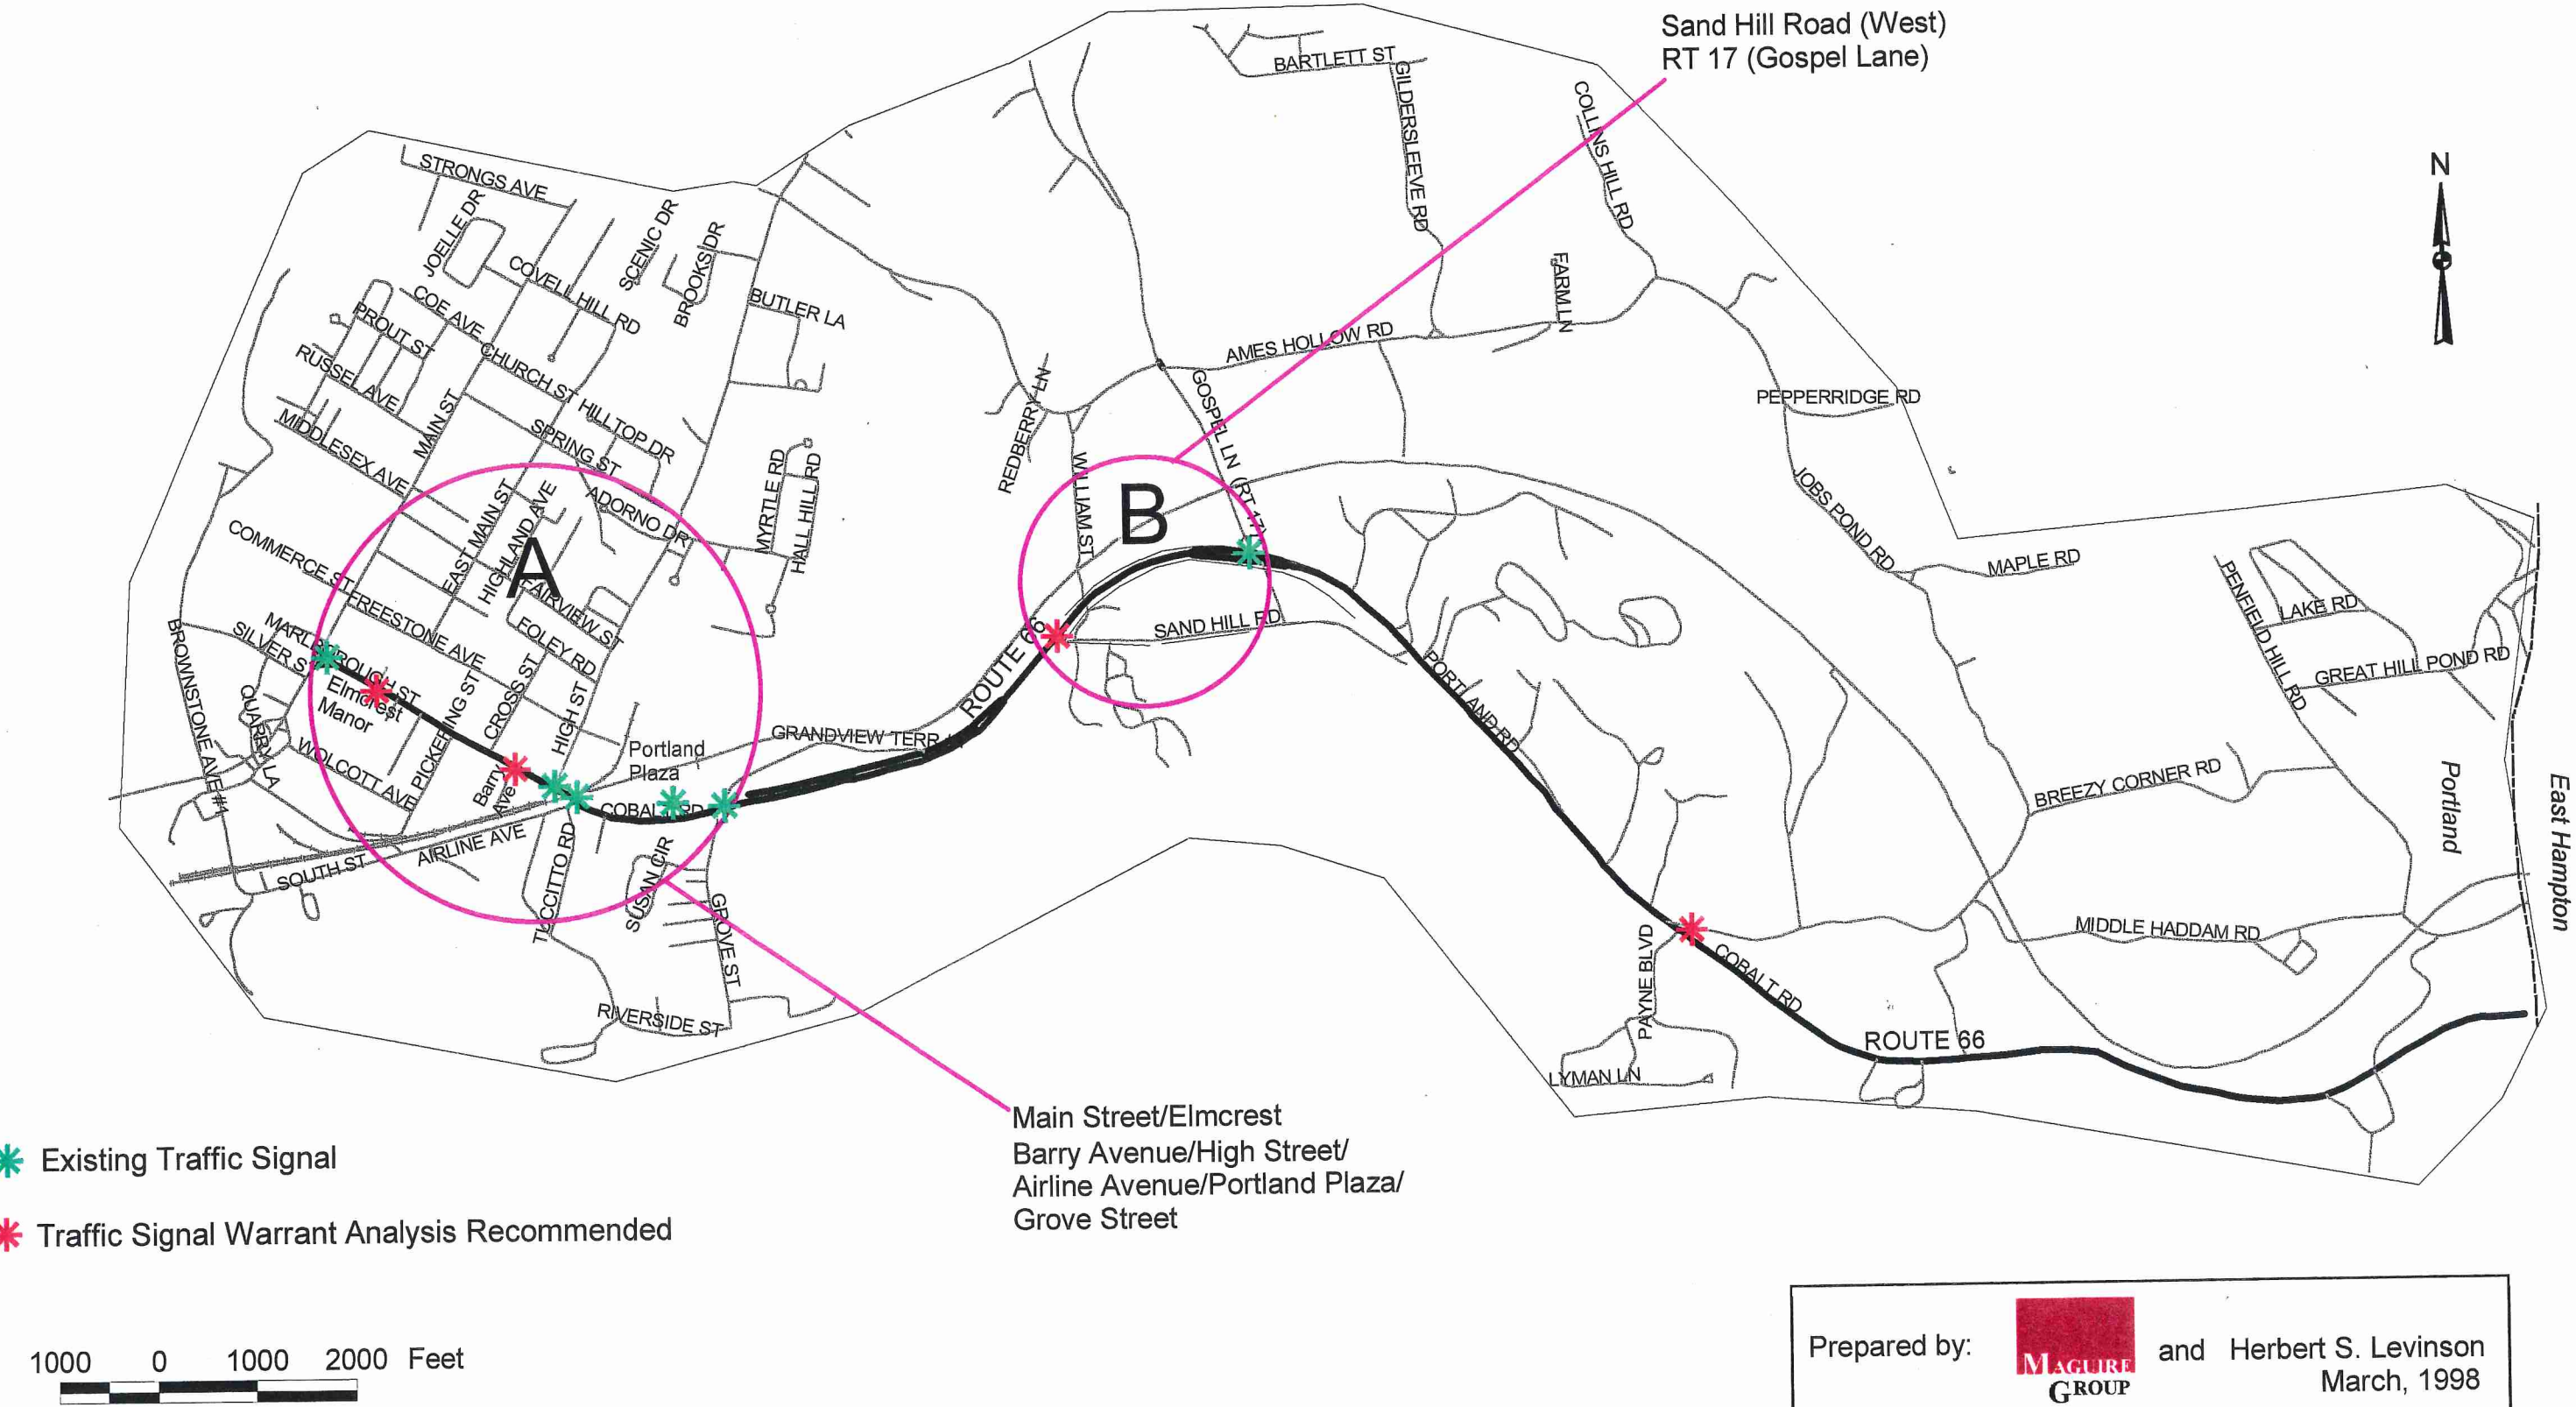 Sand Hill Road (West)
RT 17 (Gospel Lane)
BARTLETT ST
GILDERSLEEVE RD
COLLINS HILL RD
N
STRONGS AVE
JOELLE DR
SCENIC DR
BROOKS DR
COVELL HILL RD
COE AVE
BUTLER LA
FARM LN
PROUT ST
CHURCH ST
RUSSEL AVE
AMES HOLLOW RD
MAIN ST
HILLTOP DR
REDBERRY LN
GOSPEL LN (RT 17)
PEPPERRIDGE RD
MIDDLESEX AVE
SPRING ST
WILLIAM ST
MYRTLE RD
HALL HILL RD
JOBS POND RD
EAST MAIN ST
HIGHLAND AVE
ADORNO DR
A
B
COMMERCE ST
FREESTONE AVE
FAIRVIEW ST
MAPLE RD
PENFIELD HILL RD
LAKE RD
BROWNSTONE AVE #1
SILVER ST
MARLBOROUGH ST
FOLEY RD
SAND HILL RD
GREAT HILL POND RD
Elmcrest
Manor
QUARRY LA
PICKERING ST
CROSS ST
HIGH ST
ROUTE 66
PORTLAND RD
WOLCOTT AVE
Barry
Ave
Portland
Plaza
GRANDVIEW TERR
COBALT RD
BREEZY CORNER RD
Portland
East Hampton
SOUTH ST
AIRLINE AVE
TUCCITTO RD
SUSAN CIR
GROVE ST
PAYNE BLVD
COBALT RD
MIDDLE HADDAM RD
RIVERSIDE ST
ROUTE 66
LYMAN LN
Main Street/Elmcrest
Barry Avenue/High Street/
Airline Avenue/Portland Plaza/
Grove Street
Existing Traffic Signal
Traffic Signal Warrant Analysis Recommended
1000 0 1000 2000 Feet
Prepared by:
MAGUIRE
GROUP
and Herbert S. Levinson
March, 1998